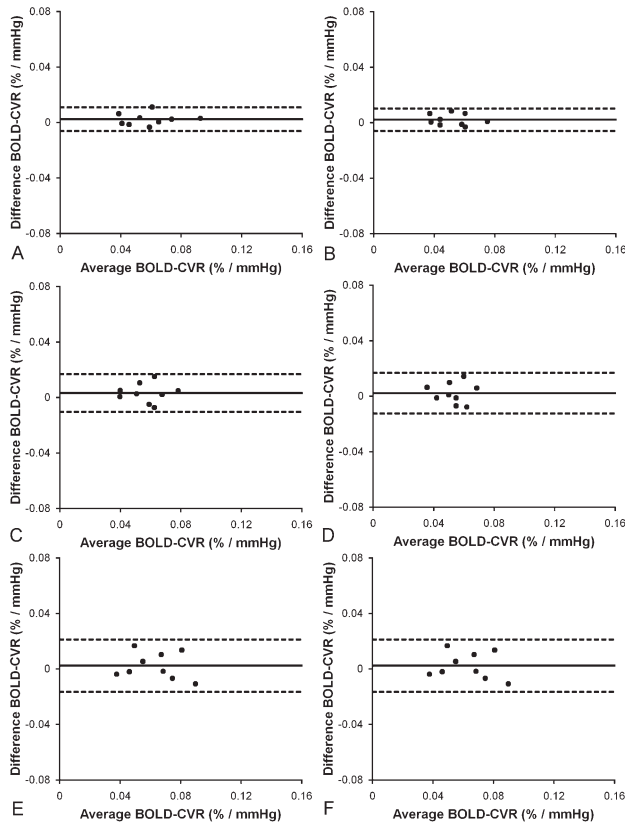 0.08
0.04
0
-0.04
-0.08
Difference BOLD-CVR (% / mmHg)
0 0.04 0.08 0.12 0.16
Average BOLD-CVR (% / mmHg)
A
0.08
0.04
0
-0.04
-0.08
Difference BOLD-CVR (% / mmHg)
0 0.04 0.08 0.12 0.16
Average BOLD-CVR (% / mmHg)
B
0.08
0.04
0
-0.04
-0.08
Difference BOLD-CVR (% / mmHg)
0 0.04 0.08 0.12 0.16
Average BOLD-CVR (% / mmHg)
C
0.08
0.04
0
-0.04
-0.08
Difference BOLD-CVR (% / mmHg)
0 0.04 0.08 0.12 0.16
Average BOLD-CVR (% / mmHg)
D
0.08
0.04
0
-0.04
-0.08
Difference BOLD-CVR (% / mmHg)
0 0.04 0.08 0.12 0.16
Average BOLD-CVR (% / mmHg)
E
0.08
0.04
0
-0.04
-0.08
Difference BOLD-CVR (% / mmHg)
0 0.04 0.08 0.12 0.16
Average BOLD-CVR (% / mmHg)
F